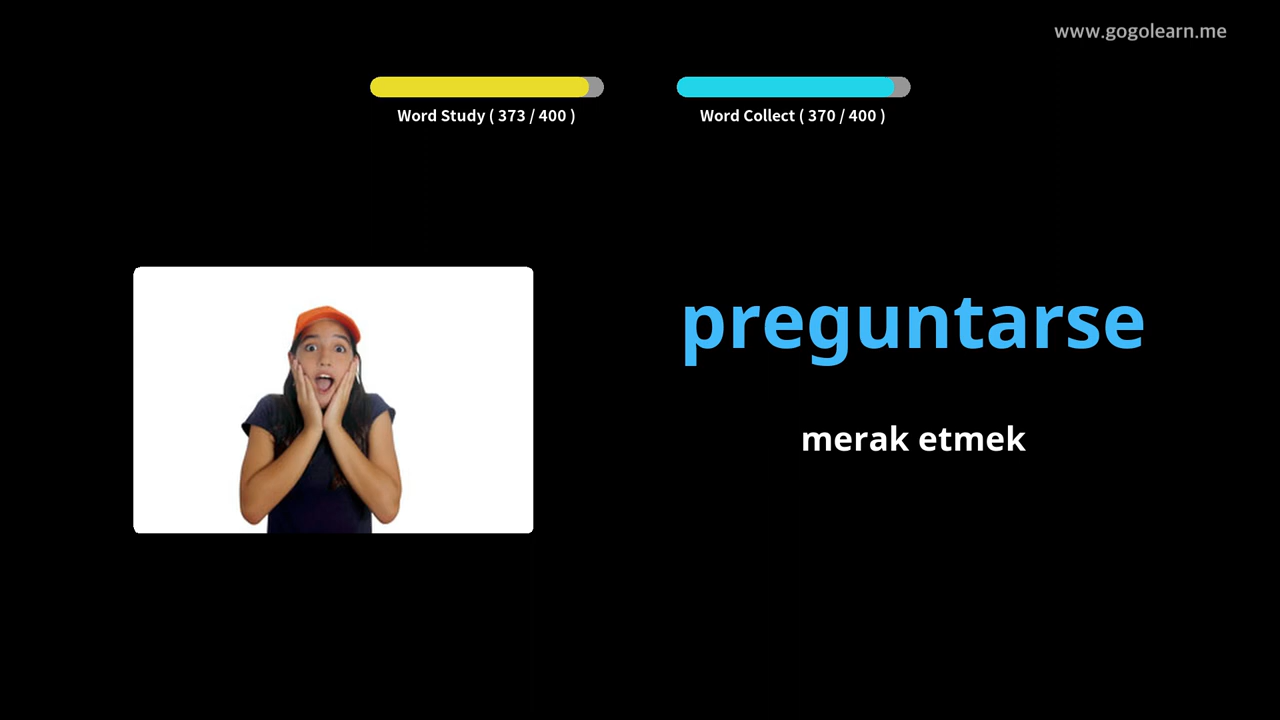 www.gogolearn.me
Word Study ( 373 / 400 )
Word Collect ( 370 / 400 )
preguntarse
merak etmek